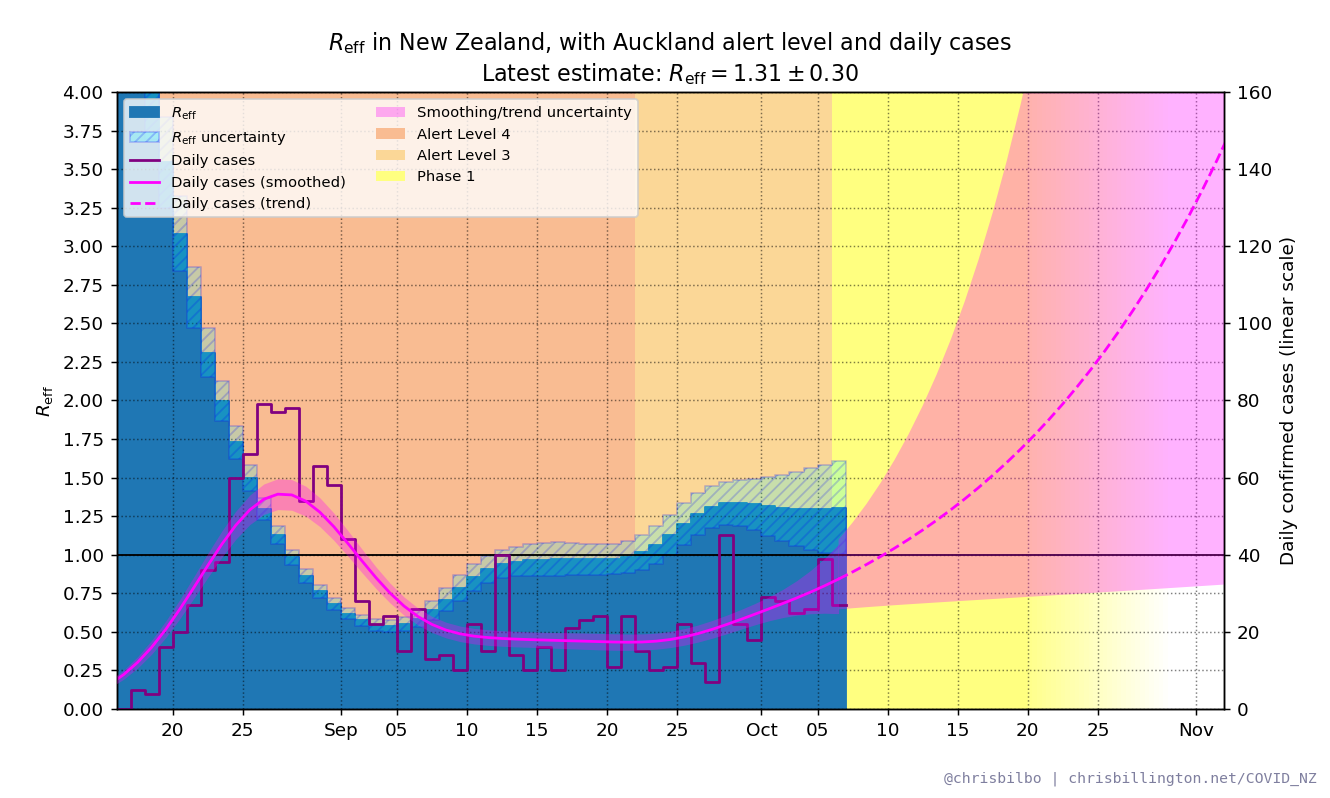 Reff in New Zealand, with Auckland alert level and daily cases
Latest estimate: Reff = 1.31 ± 0.30
Reff
Reff uncertainty
Daily cases
Daily cases (smoothed)
Daily cases (trend)
Smoothing/trend uncertainty
Alert Level 4
Alert Level 3
Phase 1
4.00
3.75
3.50
3.25
3.00
2.75
2.50
2.25
2.00
1.75
1.50
1.25
1.00
0.75
0.50
0.25
0.00
Reff
160
140
120
100
80
60
40
20
0
Daily confirmed cases (linear scale)
20 25 Sep 05 10 15 20 25 Oct 05 10 15 20 25 Nov
@chrisbilbo | chrisbillington.net/COVID_NZ